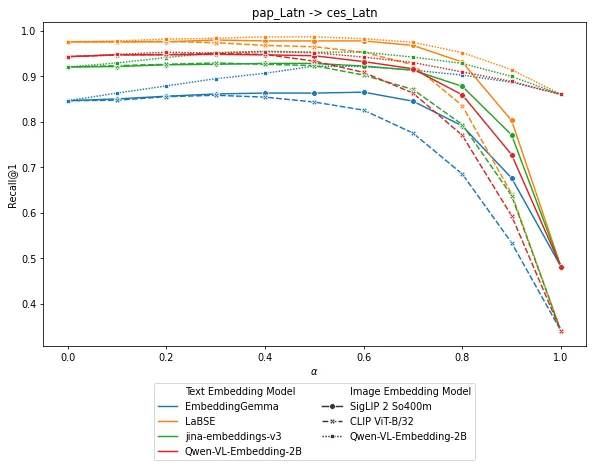 pap_Latn -> ces_Latn
1.0
0.9
0.8
0.7
0.6
0.5
0.4
Recall@1
0.0 0.2 0.4 0.6 0.8 1.0
α
Text Embedding Model Image Embedding Model
EmbeddingGemma SigLIP 2 So400m
LaBSE CLIP ViT-B/32
jina-embeddings-v3 Qwen-VL-Embedding-2B
Qwen-VL-Embedding-2B